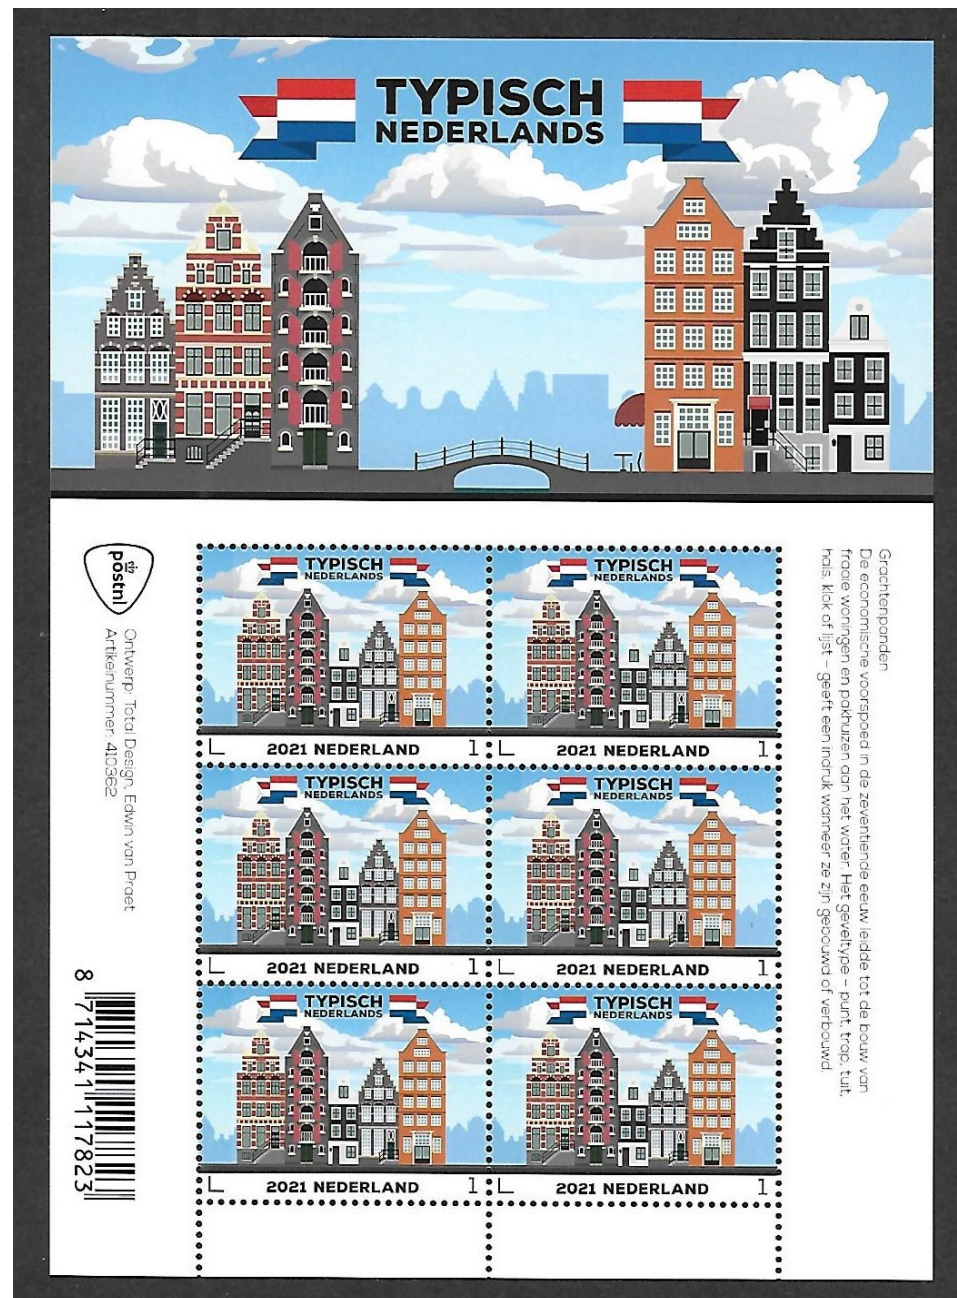 TYPISCH
NEDERLANDS
postnl
Ontwerp: Total Design, Edwin van Praet
Artikelnummer: 410362
8 714341 117823
TYPISCH
NEDERLANDS
2021 NEDERLAND 1
TYPISCH
NEDERLANDS
2021 NEDERLAND 1
TYPISCH
NEDERLANDS
2021 NEDERLAND 1
TYPISCH
NEDERLANDS
2021 NEDERLAND 1
TYPISCH
NEDERLANDS
2021 NEDERLAND 1
TYPISCH
NEDERLANDS
2021 NEDERLAND 1
Grachtenpanden
De economische voorspoed in de zeventiende eeuw leidde tot de bouw van
fraaie woningen en pakhuizen aan het water. Het geveltype – punt, trap, tuit,
hals, klok of lijst – geeft een indruk wanneer ze zijn gebouwd of verbouwd.